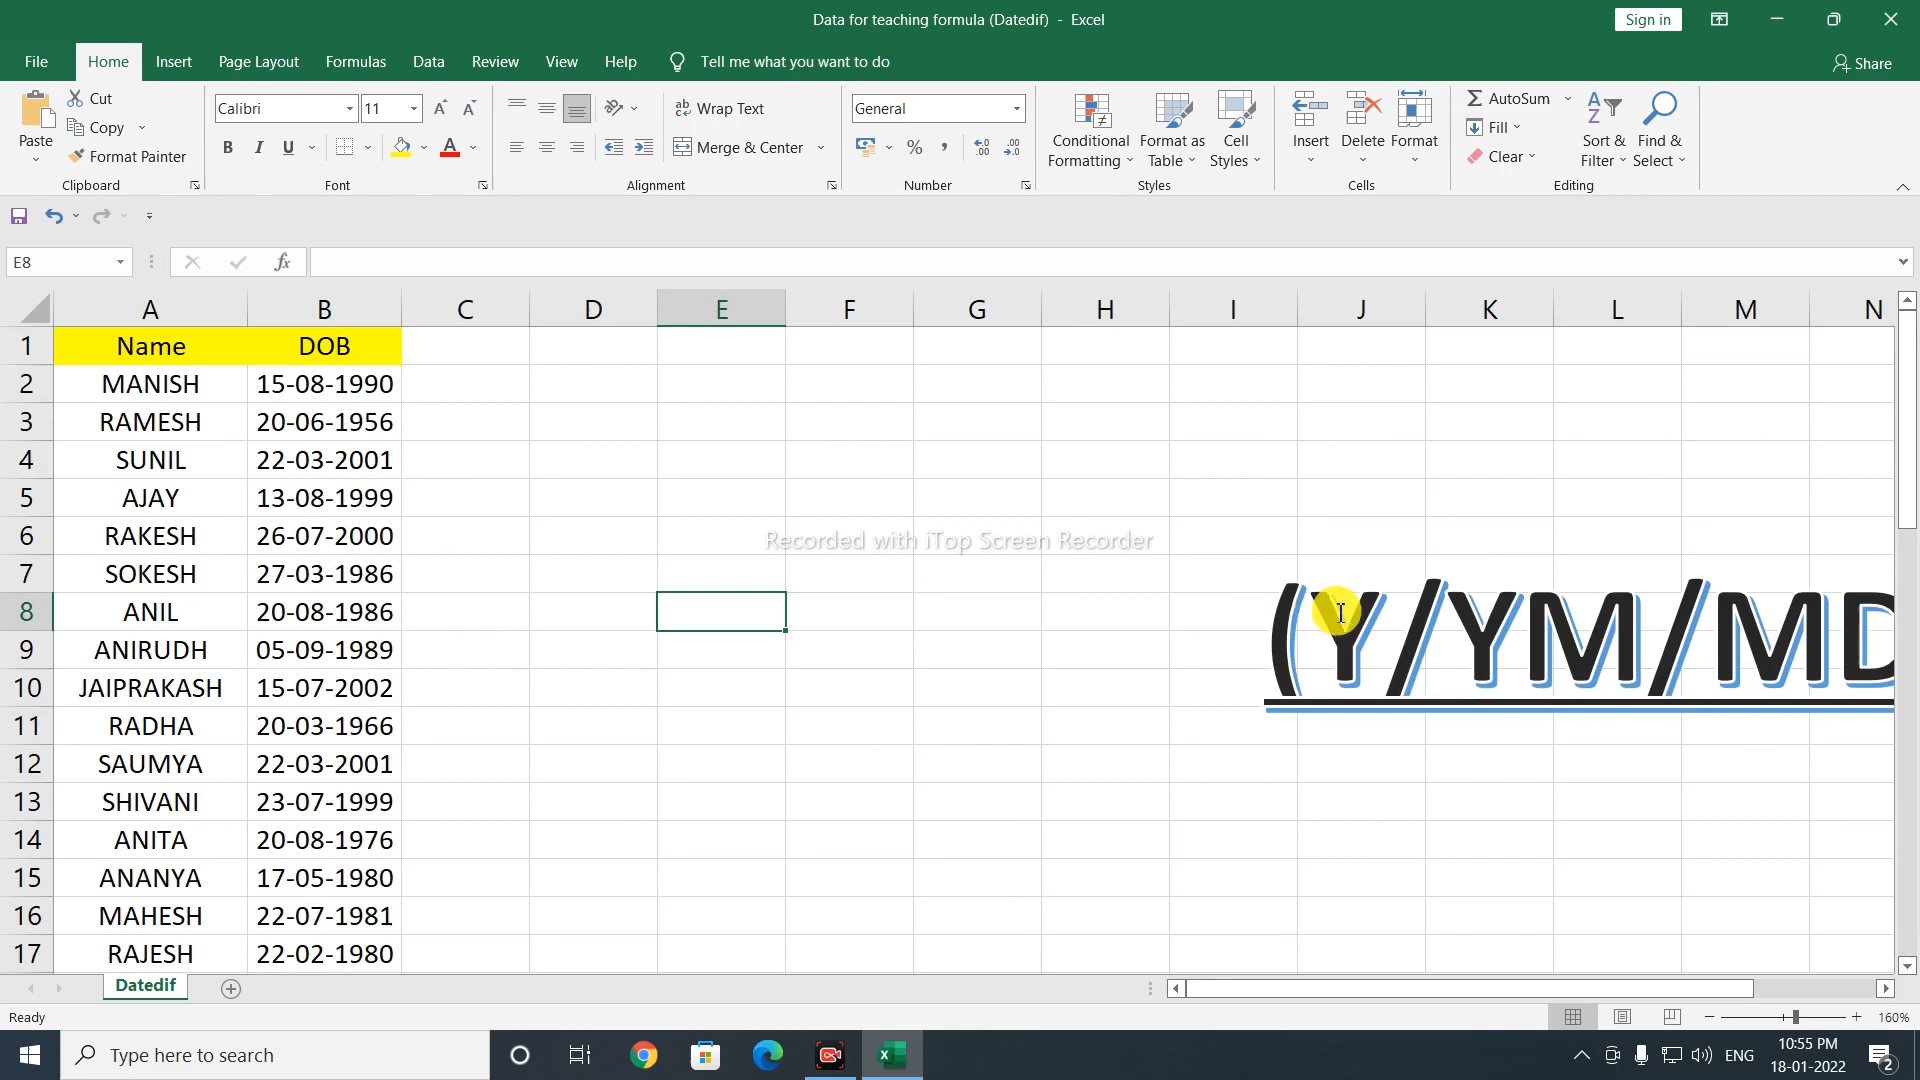 Data for teaching formula (Datedif) - Excel
Sign in
File Home Insert Page Layout Formulas Data Review View Help Tell me what you want to do
Share
Paste
Cut
Copy
Format Painter
Clipboard
Calibri 11
B I U
Font
Wrap Text
Merge & Center
Alignment
General
% ,
Number
Conditional Formatting
Format as Table
Cell Styles
Styles
Insert Delete Format
Cells
AutoSum
Fill
Clear
Sort & Filter
Find & Select
Editing
E8
fx
A B C D E F G H I J K L M N
1 Name DOB
2 MANISH 15-08-1990
3 RAMESH 20-06-1956
4 SUNIL 22-03-2001
5 AJAY 13-08-1999
6 RAKESH 26-07-2000
Recorded with iTop Screen Recorder
7 SOKESH 27-03-1986
8 ANIL 20-08-1986
(Y/YM/MD
9 ANIRUDH 05-09-1989
10 JAIPRAKASH 15-07-2002
11 RADHA 20-03-1966
12 SAUMYA 22-03-2001
13 SHIVANI 23-07-1999
14 ANITA 20-08-1976
15 ANANYA 17-05-1980
16 MAHESH 22-07-1981
17 RAJESH 22-02-1980
Datedif
Ready
160%
Type here to search
ENG
10:55 PM
18-01-2022
2